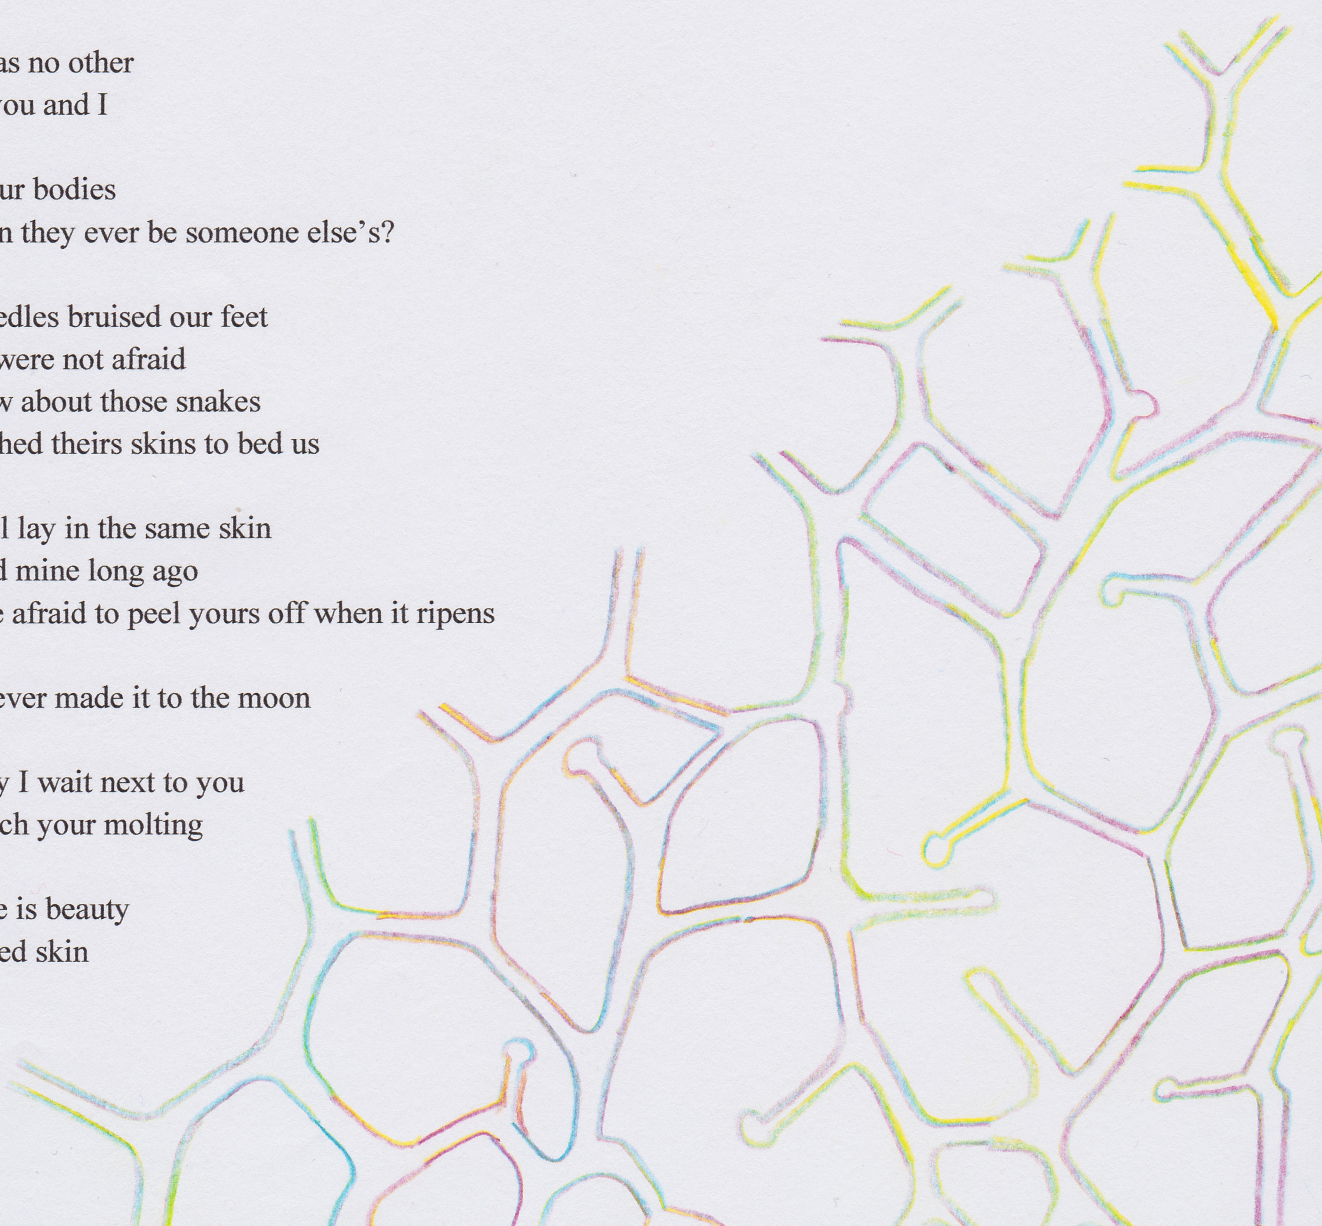 as no other
you and I
ur bodies
n they ever be someone else's?
edles bruised our feet
were not afraid
w about those snakes
hed theirs skins to bed us
l lay in the same skin
d mine long ago
e afraid to peel yours off when it ripens
ever made it to the moon
y I wait next to you
ch your molting
e is beauty
ed skin